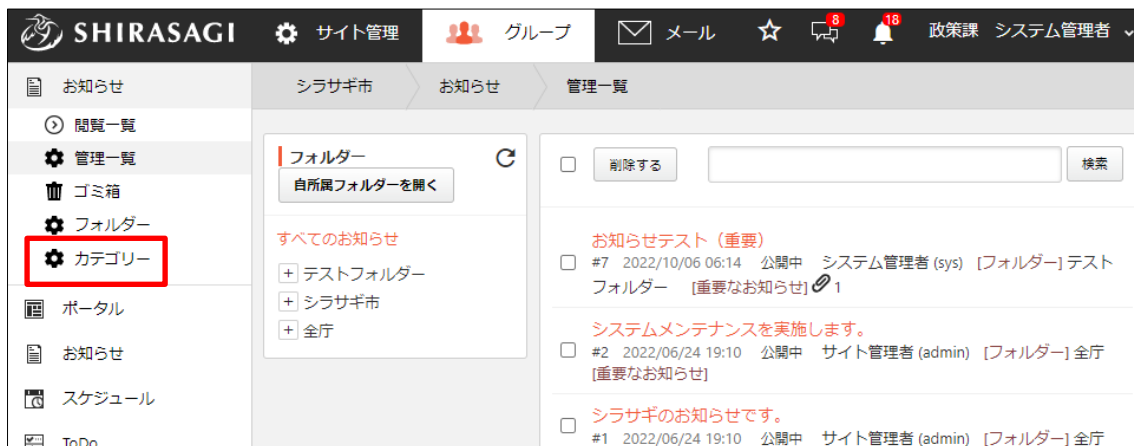 SHIRASAGI サイト管理 グループ メール 8 18 政策課 システム管理者
お知らせ
閲覧一覧
管理一覧
ゴミ箱
フォルダー
カテゴリー
ポータル
お知らせ
スケジュール
ToDo
シラサギ市 お知らせ 管理一覧
フォルダー
自所属フォルダーを開く
すべてのお知らせ
+ テストフォルダー
+ シラサギ市
+ 全庁
削除する 検索
お知らせテスト（重要）
#7 2022/10/06 06:14 公開中 システム管理者 (sys) [フォルダー] テスト
フォルダー [重要なお知らせ] 1
システムメンテナンスを実施します。
#2 2022/06/24 19:10 公開中 サイト管理者 (admin) [フォルダー] 全庁
[重要なお知らせ]
シラサギのお知らせです。
#1 2022/06/24 19:10 公開中 サイト管理者 (admin) [フォルダー] 全庁